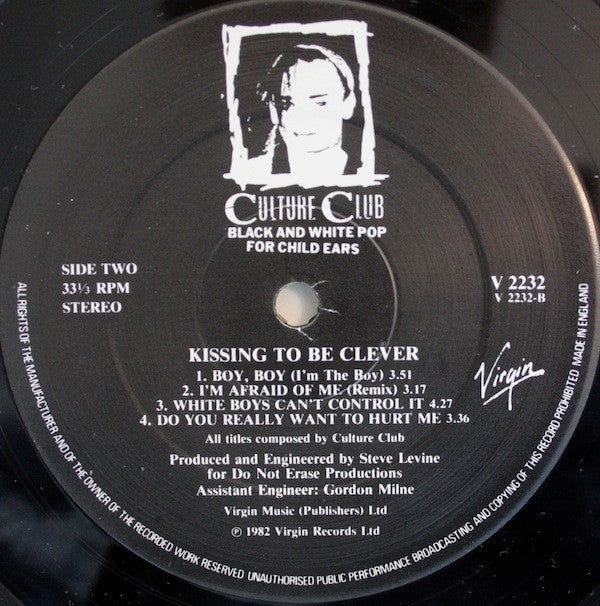 CULTURE CLUB
BLACK AND WHITE POP
FOR CHILD EARS
SIDE TWO
33⅓ RPM
STEREO
V 2232
V 2232-B
KISSING TO BE CLEVER
1. BOY, BOY (I'm The Boy) 3.51
2. I'M AFRAID OF ME (Remix) 3.17
3. WHITE BOYS CAN'T CONTROL IT 4.27
4. DO YOU REALLY WANT TO HURT ME 3.36
All titles composed by Culture Club
Produced and Engineered by Steve Levine
for Do Not Erase Productions
Assistant Engineer: Gordon Milne
Virgin Music (Publishers) Ltd
℗ 1982 Virgin Records Ltd
Virgin
ALL RIGHTS OF THE MANUFACTURER AND OF THE OWNER OF THE RECORDED WORK RESERVED UNAUTHORISED PUBLIC PERFORMANCE BROADCASTING AND COPYING OF THIS RECORD PROHIBITED MADE IN ENGLAND